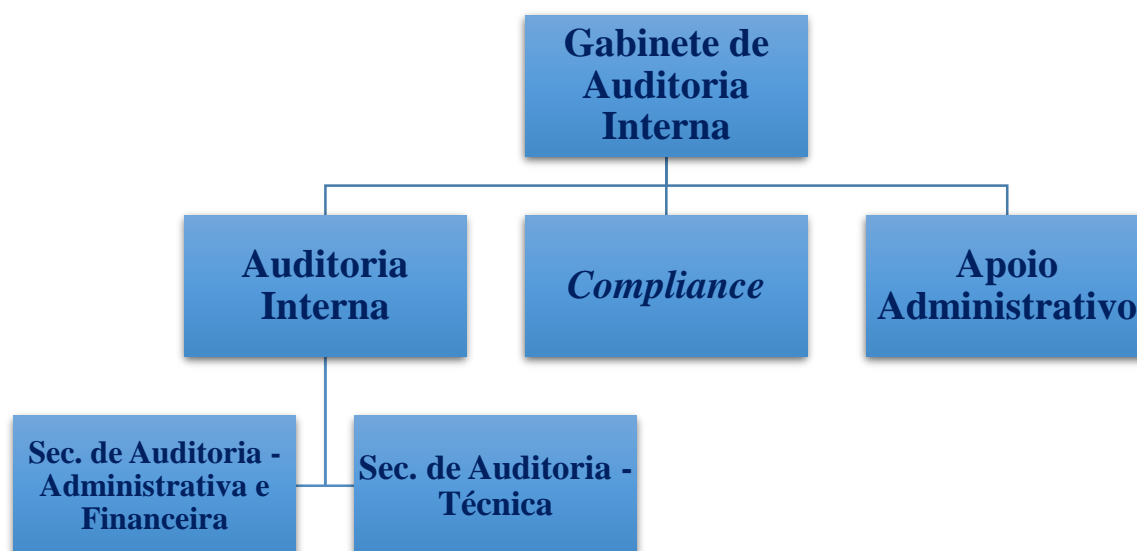 Gabinete de
Auditoria
Interna
Auditoria
Interna
Compliance
Apoio
Administrativo
Sec. de Auditoria -
Administrativa e
Financeira
Sec. de Auditoria -
Técnica